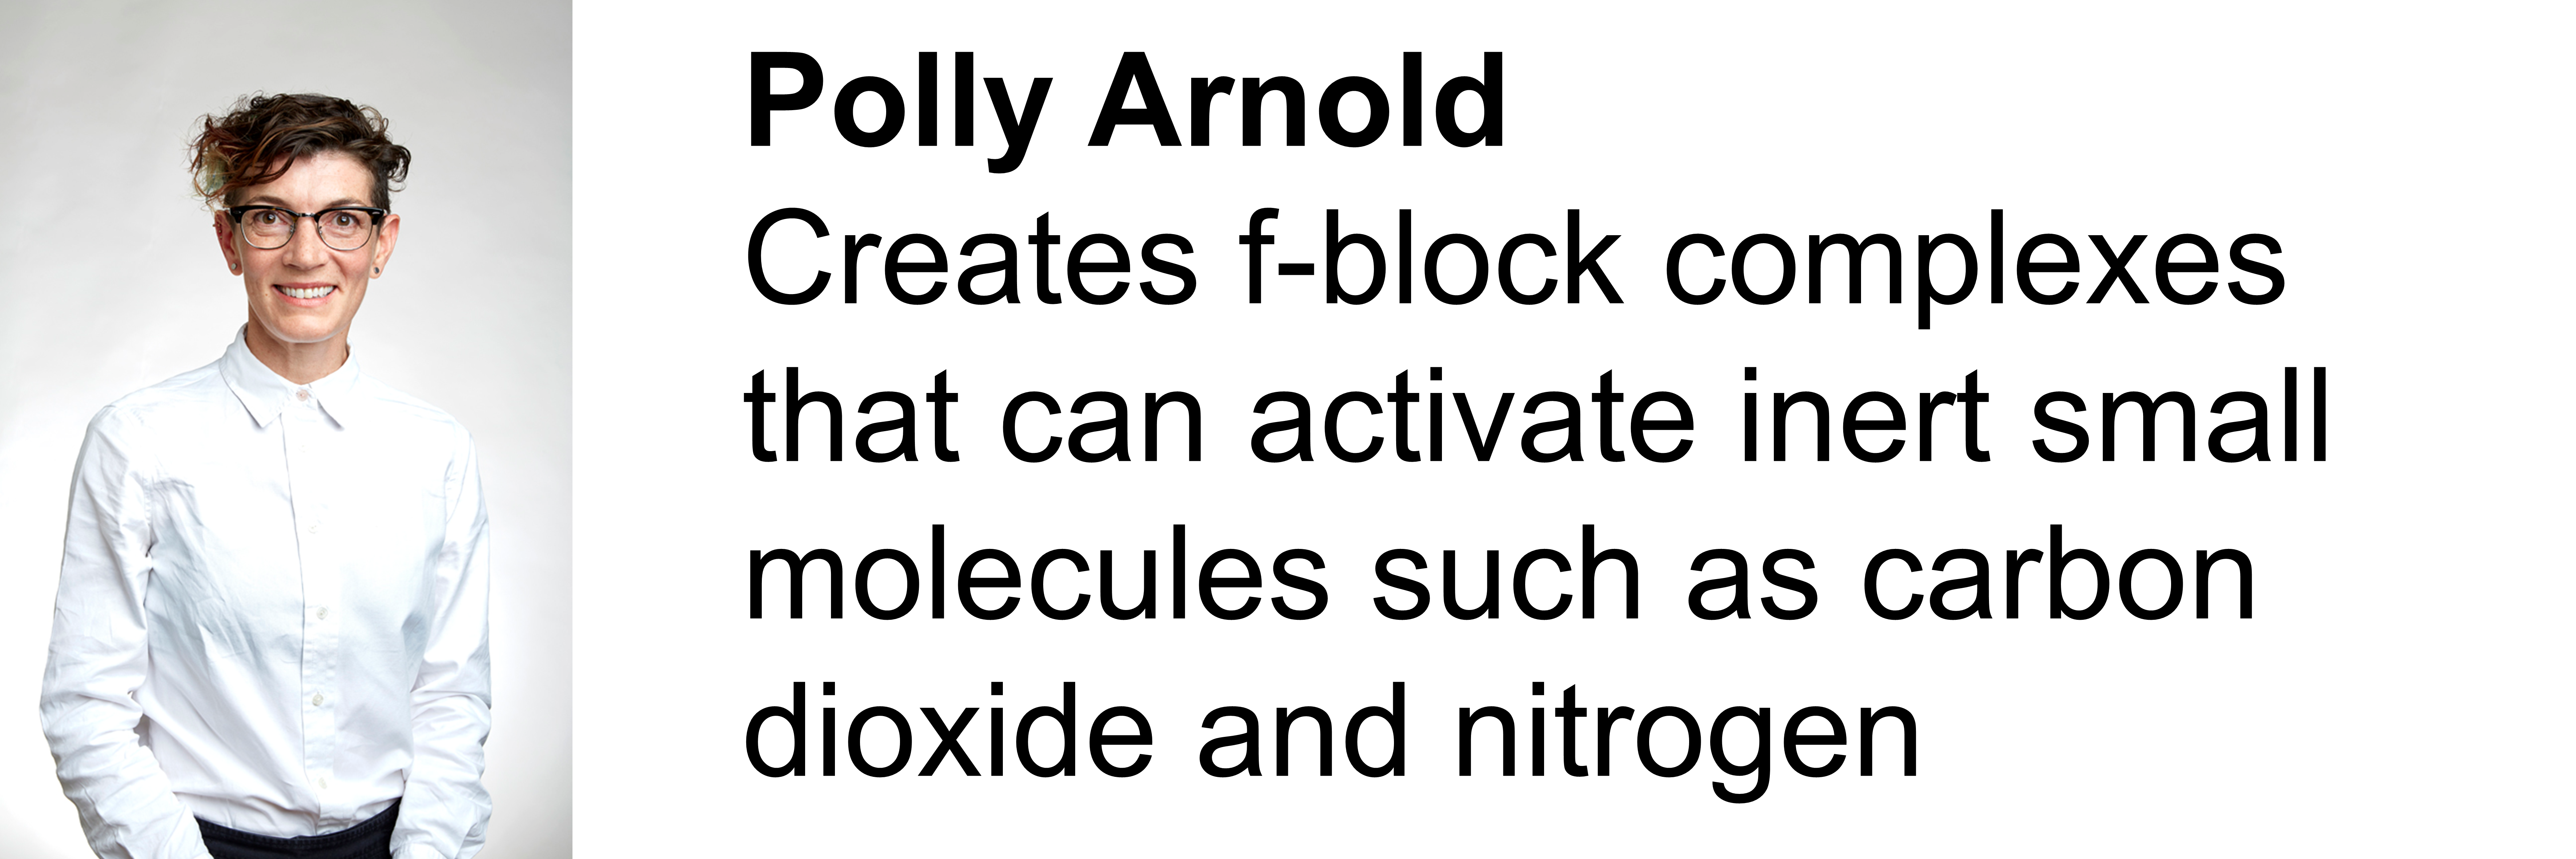 Polly Arnold
Creates f-block complexes
that can activate inert small
molecules such as carbon
dioxide and nitrogen